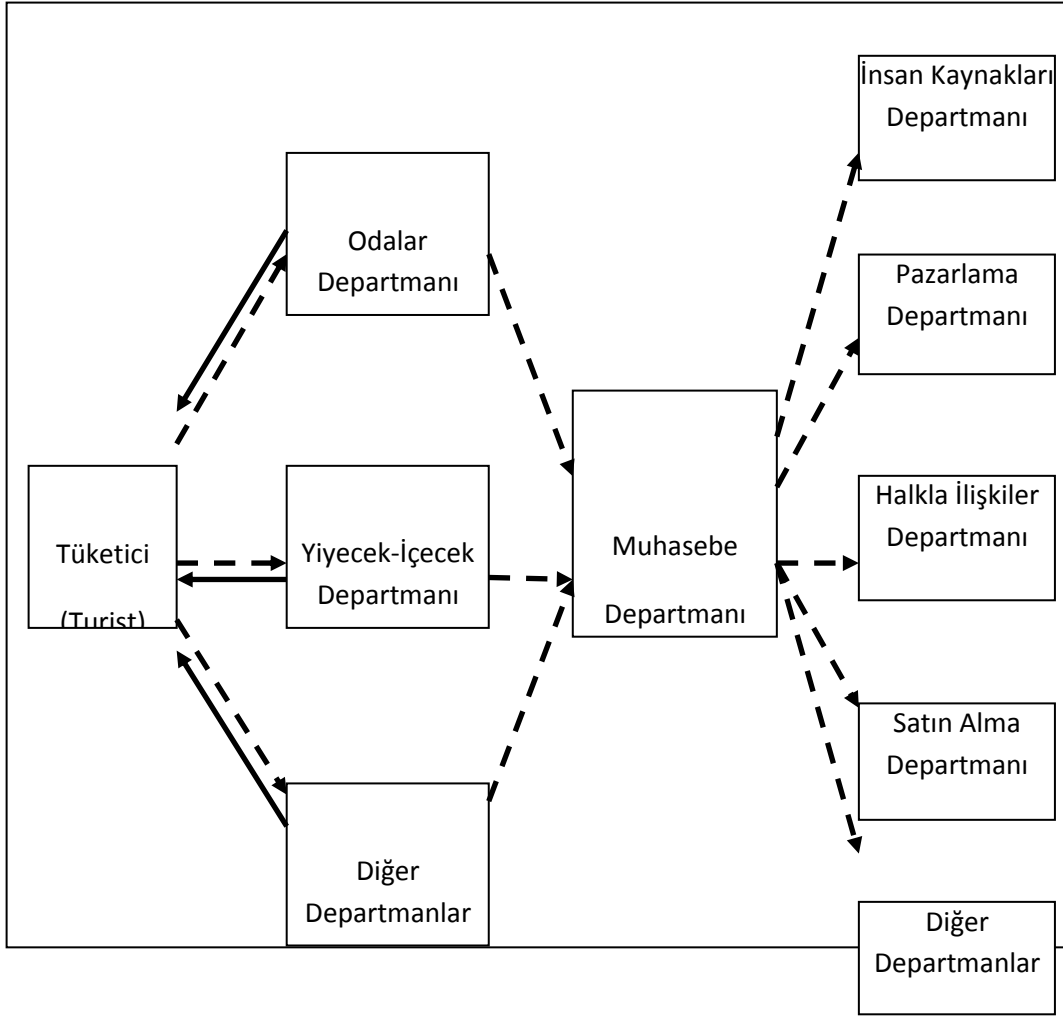 İnsan Kaynakları
Departmanı
Odalar
Departmanı
Pazarlama
Departmanı
Tüketici
(Turist)
Yiyecek-İçecek
Departmanı
Muhasebe
Departmanı
Halkla İlişkiler
Departmanı
Satın Alma
Departmanı
Diğer
Departmanlar
Diğer
Departmanlar